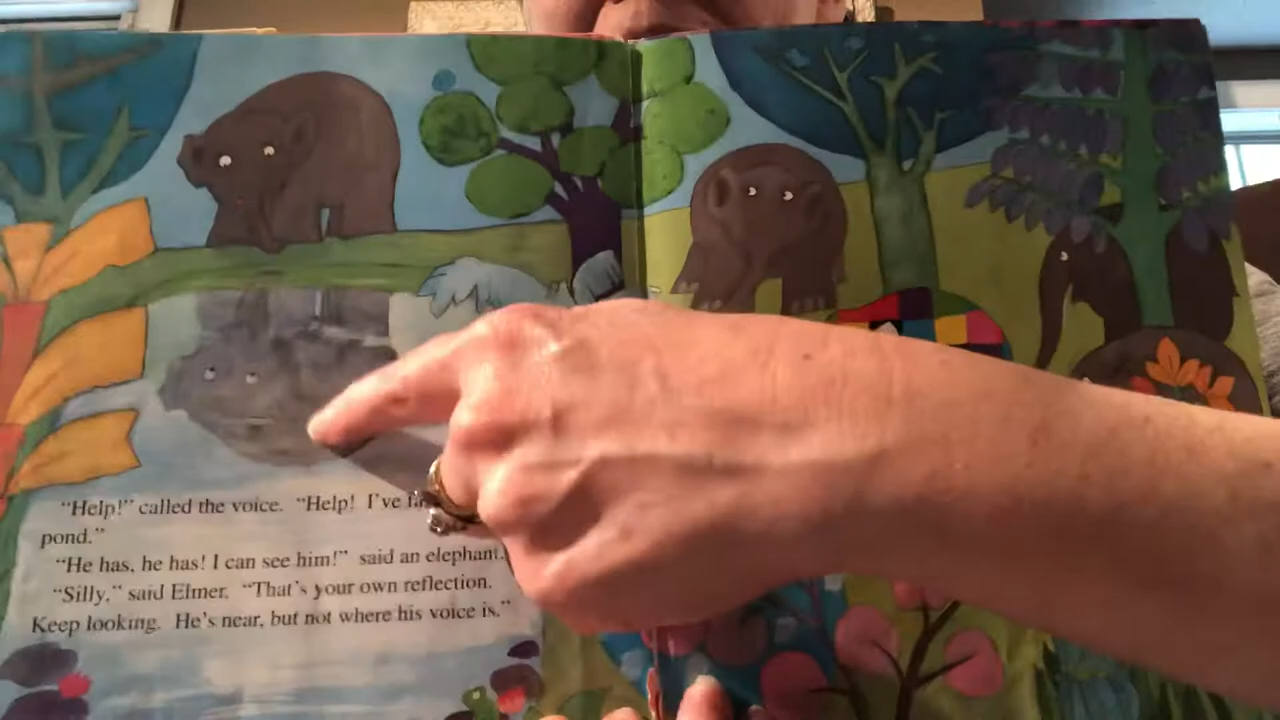 “Help!” called the voice. “Help! I’ve
pond.”
“He has, he has! I can see him!” said an elephant.
“Silly,” said Elmer. “That’s your own reflection.
Keep looking. He’s near, but not where his voice is.”